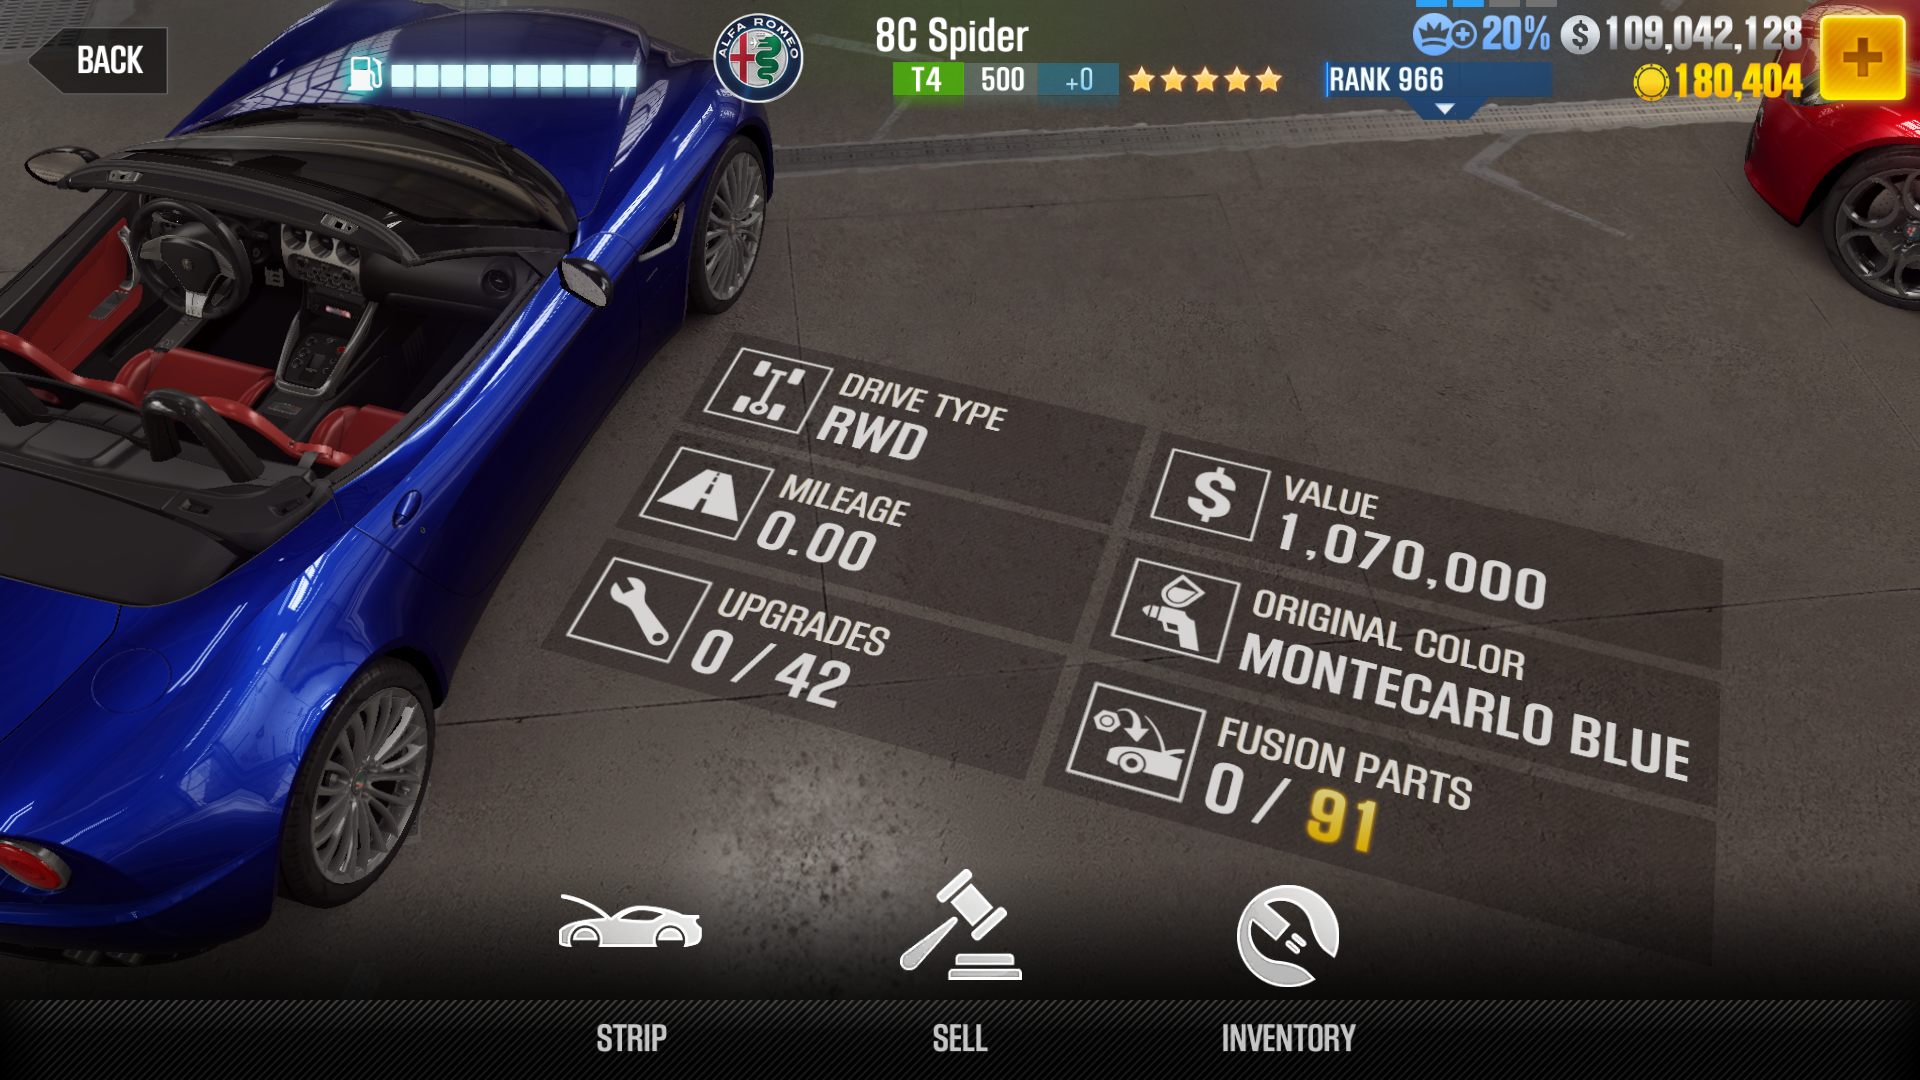 BACK
ALFA ROMEO
8C Spider
T4 500 +0
RANK 966
20%
$ 109,042,128
180,404
DRIVE TYPE
RWD
MILEAGE
0.00
UPGRADES
0/42
$ VALUE
1,070,000
ORIGINAL COLOR
MONTECARLO BLUE
FUSION PARTS
0/91
STRIP
SELL
INVENTORY